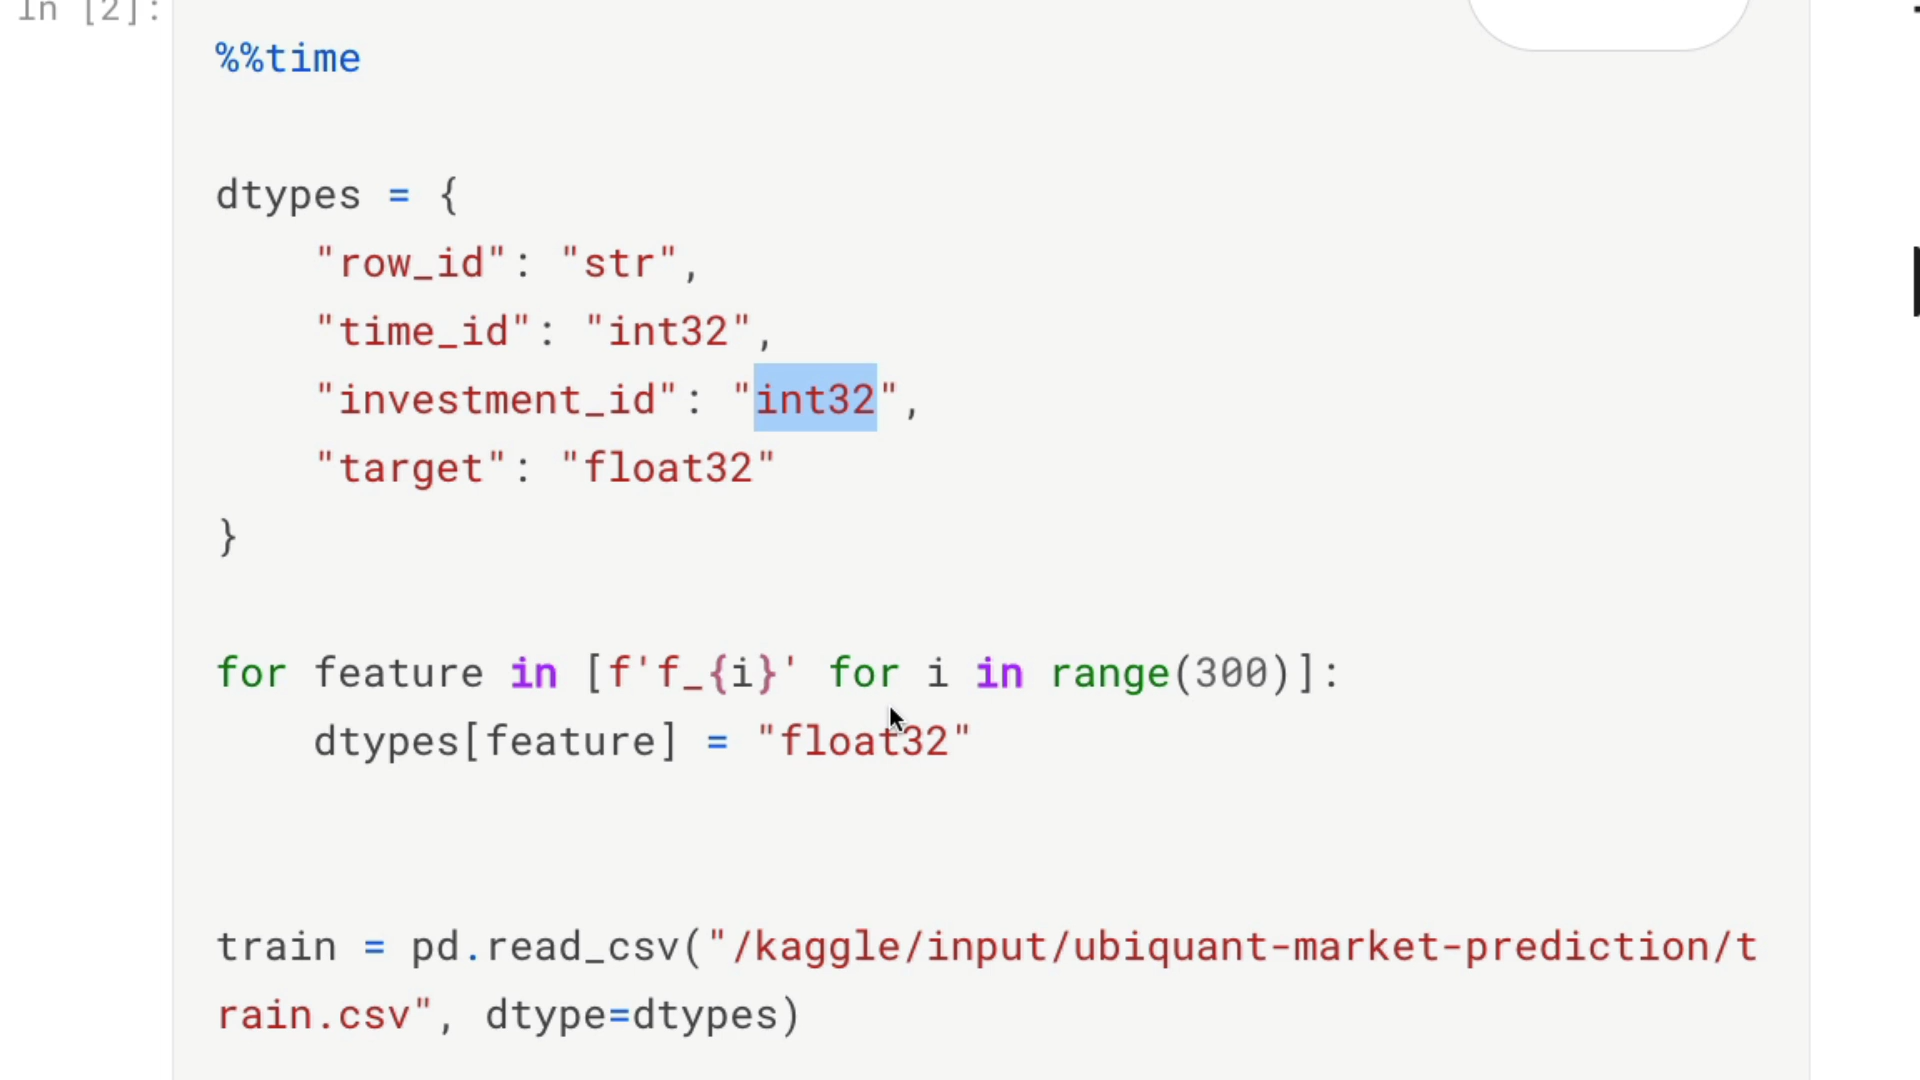 In [2]:
%%time
dtypes = {
    "row_id": "str",
    "time_id": "int32",
    "investment_id": "int32",
    "target": "float32"
}
for feature in [f'f_{i}' for i in range(300)]:
    dtypes[feature] = "float32"
train = pd.read_csv("/kaggle/input/ubiquant-market-prediction/t
rain.csv", dtype=dtypes)